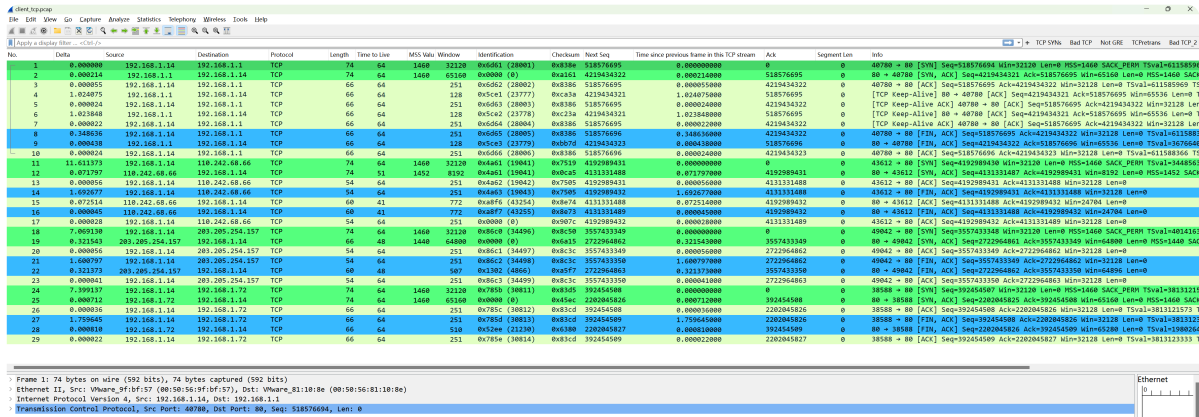 client_tcp.pcap
File Edit View Go Capture Analyze Statistics Telephony Wireless Tools Help
Apply a display filter ... <Ctrl-/> + TCP SYNs Bad TCP Not GRE TCPretrans Bad TCP_2
No. Delta Source Destination Protocol Length Time to Live MSS Valu Window Identification Checksum Next Seq Time since previous frame in this TCP stream Ack Segment Len Info
1 0.000000 192.168.1.14 192.168.1.1 TCP 74 64 1460 32120 0x6d61 (28001) 0x838e 518576695 0.000000000 0 0 40780 → 80 [SYN] Seq=518576694 Win=32120 Len=0 MSS=1460 SACK_PERM TSval=61158596
2 0.000214 192.168.1.1 192.168.1.14 TCP 74 64 1460 65160 0x0000 (0) 0xa161 4219434322 0.000214000 518576695 0 80 → 40780 [SYN, ACK] Seq=4219434321 Ack=518576695 Win=65160 Len=0 MSS=1460 SACK
3 0.000055 192.168.1.14 192.168.1.1 TCP 66 64 251 0x6d62 (28002) 0x8386 518576695 0.000055000 4219434322 0 40780 → 80 [ACK] Seq=518576695 Ack=4219434322 Win=32128 Len=0 TSval=611585969 TS
4 1.024075 192.168.1.1 192.168.1.14 TCP 66 64 128 0x5ce1 (23777) 0xca3a 4219434321 1.024075000 518576695 0 [TCP Keep-Alive] 80 → 40780 [ACK] Seq=4219434321 Ack=518576695 Win=65536 Len=0 T
5 0.000024 192.168.1.14 192.168.1.1 TCP 66 64 251 0x6d63 (28003) 0x8386 518576695 0.000024000 4219434322 0 [TCP Keep-Alive ACK] 40780 → 80 [ACK] Seq=518576695 Ack=4219434322 Win=32128 Len
6 1.023848 192.168.1.1 192.168.1.14 TCP 66 64 128 0x5ce2 (23778) 0xc23a 4219434321 1.023848000 518576695 0 [TCP Keep-Alive] 80 → 40780 [ACK] Seq=4219434321 Ack=518576695 Win=65536 Len=0 T
7 0.000022 192.168.1.14 192.168.1.1 TCP 66 64 251 0x6d64 (28004) 0x8386 518576695 0.000022000 4219434322 0 [TCP Keep-Alive ACK] 40780 → 80 [ACK] Seq=518576695 Ack=4219434322 Win=32128 Len
8 0.348636 192.168.1.14 192.168.1.1 TCP 66 64 251 0x6d65 (28005) 0x8386 518576696 0.348636000 4219434322 0 40780 → 80 [FIN, ACK] Seq=518576695 Ack=4219434322 Win=32128 Len=0 TSval=6115883
9 0.000438 192.168.1.1 192.168.1.14 TCP 66 64 128 0x5ce3 (23779) 0xbb7d 4219434323 0.000438000 518576696 0 80 → 40780 [FIN, ACK] Seq=4219434322 Ack=518576696 Win=65536 Len=0 TSval=3676648
10 0.000024 192.168.1.14 192.168.1.1 TCP 66 64 251 0x6d66 (28006) 0x8386 518576696 0.000024000 4219434323 0 40780 → 80 [ACK] Seq=518576696 Ack=4219434323 Win=32128 Len=0 TSval=611588366 TS
11 11.611373 192.168.1.14 110.242.68.66 TCP 74 64 1460 32120 0x4a61 (19041) 0x7519 4192989431 0.000000000 0 0 43612 → 80 [SYN] Seq=4192989430 Win=32120 Len=0 MSS=1460 SACK_PERM TSval=3448563
12 0.071797 110.242.68.66 192.168.1.14 TCP 74 51 1452 8192 0x4a61 (19041) 0x0ca5 4131331488 0.071797000 4192989431 0 80 → 43612 [SYN, ACK] Seq=4131331487 Ack=4192989431 Win=8192 Len=0 MSS=1452 SACK
13 0.000056 192.168.1.14 110.242.68.66 TCP 54 64 251 0x4a62 (19042) 0x7505 4192989431 0.000056000 4131331488 0 43612 → 80 [ACK] Seq=4192989431 Ack=4131331488 Win=32128 Len=0
14 1.692677 192.168.1.14 110.242.68.66 TCP 54 64 251 0x4a63 (19043) 0x7505 4192989432 1.692677000 4131331488 0 43612 → 80 [FIN, ACK] Seq=4192989431 Ack=4131331488 Win=32128 Len=0
15 0.072514 110.242.68.66 192.168.1.14 TCP 60 41 772 0xa8f6 (43254) 0x8e74 4131331488 0.072514000 4192989432 0 80 → 43612 [ACK] Seq=4131331488 Ack=4192989432 Win=24704 Len=0
16 0.000045 110.242.68.66 192.168.1.14 TCP 60 41 772 0xa8f7 (43255) 0x8e73 4131331489 0.000045000 4192989432 0 80 → 43612 [FIN, ACK] Seq=4131331488 Ack=4192989432 Win=24704 Len=0
17 0.000028 192.168.1.14 110.242.68.66 TCP 54 64 251 0x0000 (0) 0x907c 4192989432 0.000028000 4131331489 0 43612 → 80 [ACK] Seq=4192989432 Ack=4131331489 Win=32128 Len=0
18 7.069130 192.168.1.14 203.205.254.157 TCP 74 64 1460 32120 0x86c0 (34496) 0x8c50 3557433349 0.000000000 0 0 49042 → 80 [SYN] Seq=3557433348 Win=32120 Len=0 MSS=1460 SACK_PERM TSval=4014163
19 0.321543 203.205.254.157 192.168.1.14 TCP 66 48 1440 64800 0x0000 (0) 0x6a15 2722964862 0.321543000 3557433349 0 80 → 49042 [SYN, ACK] Seq=2722964861 Ack=3557433349 Win=64800 Len=0 MSS=1440 SAC
20 0.000056 192.168.1.14 203.205.254.157 TCP 54 64 251 0x86c1 (34497) 0x8c3c 3557433349 0.000056000 2722964862 0 49042 → 80 [ACK] Seq=3557433349 Ack=2722964862 Win=32128 Len=0
21 1.600797 192.168.1.14 203.205.254.157 TCP 54 64 251 0x86c2 (34498) 0x8c3c 3557433350 1.600797000 2722964862 0 49042 → 80 [FIN, ACK] Seq=3557433349 Ack=2722964862 Win=32128 Len=0
22 0.321373 203.205.254.157 192.168.1.14 TCP 60 48 507 0x1302 (4866) 0xa5f7 2722964863 0.321373000 3557433350 0 80 → 49042 [FIN, ACK] Seq=2722964862 Ack=3557433350 Win=64896 Len=0
23 0.000041 192.168.1.14 203.205.254.157 TCP 54 64 251 0x86c3 (34499) 0x8c3c 3557433350 0.000041000 2722964863 0 49042 → 80 [ACK] Seq=3557433350 Ack=2722964863 Win=32128 Len=0
24 7.399137 192.168.1.14 192.168.1.72 TCP 74 64 1460 32120 0x785b (30811) 0x83d5 392454508 0.000000000 0 0 38588 → 80 [SYN] Seq=392454507 Win=32120 Len=0 MSS=1460 SACK_PERM TSval=38131215
25 0.000712 192.168.1.72 192.168.1.14 TCP 74 64 1460 65160 0x0000 (0) 0x45ec 2202045826 0.000712000 392454508 0 80 → 38588 [SYN, ACK] Seq=2202045825 Ack=392454508 Win=65160 Len=0 MSS=1460 SACK
26 0.000036 192.168.1.14 192.168.1.72 TCP 66 64 251 0x785c (30812) 0x83cd 392454508 0.000036000 2202045826 0 38588 → 80 [ACK] Seq=392454508 Ack=2202045826 Win=32128 Len=0 TSval=3813121573 T
27 1.759645 192.168.1.14 192.168.1.72 TCP 66 64 251 0x785d (30813) 0x83cd 392454509 1.759645000 2202045826 0 38588 → 80 [FIN, ACK] Seq=392454508 Ack=2202045826 Win=32128 Len=0 TSval=3813123
28 0.000810 192.168.1.72 192.168.1.14 TCP 66 64 510 0x52ee (21230) 0x6380 2202045827 0.000810000 392454509 0 80 → 38588 [FIN, ACK] Seq=2202045826 Ack=392454509 Win=65280 Len=0 TSval=1980264
29 0.000022 192.168.1.14 192.168.1.72 TCP 66 64 251 0x785e (30814) 0x83cd 392454509 0.000022000 2202045827 0 38588 → 80 [ACK] Seq=392454509 Ack=2202045827 Win=32128 Len=0 TSval=3813123333 T
Frame 1: 74 bytes on wire (592 bits), 74 bytes captured (592 bits)
Ethernet II, Src: VMware_9f:bf:57 (00:50:56:9f:bf:57), Dst: VMware_81:10:8e (00:50:56:81:10:8e)
Internet Protocol Version 4, Src: 192.168.1.14, Dst: 192.168.1.1
Transmission Control Protocol, Src Port: 40780, Dst Port: 80, Seq: 518576694, Len: 0
Ethernet
0